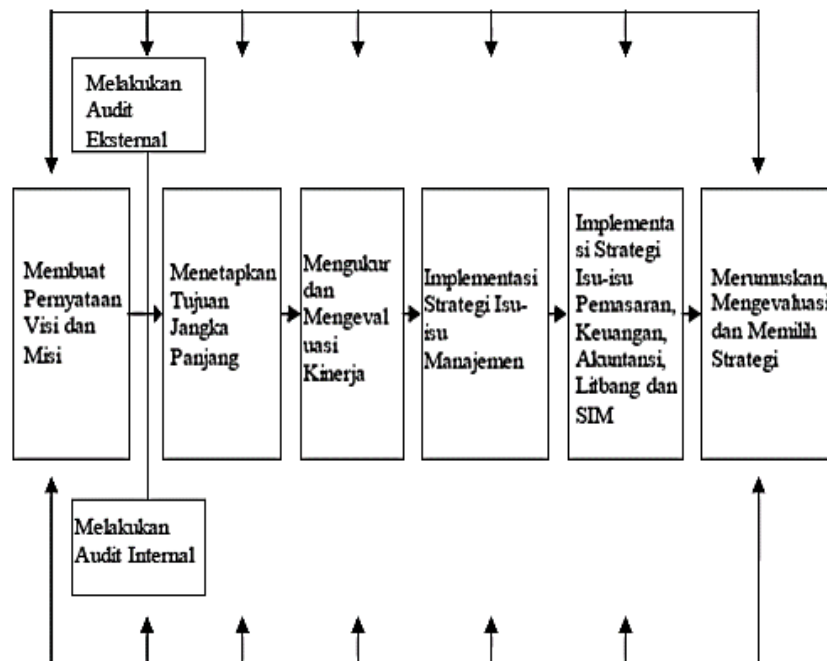 Melakukan
Audit
Eksternal
Membuat
Pernyataan
Visi dan
Misi
Menetapkan
Tujuan
Jangka
Panjang
Mengukur
dan
Mengeval
uasi
Kinerja
Implementasi
Strategi Isu-
isu
Manajemen
Implementa
si Strategi
Isu-isu
Pemasaran,
Keuangan,
Akuntansi,
Litbang dan
SIM
Merumuskan,
Mengevaluasi
dan Memilih
Strategi
Melakukan
Audit Internal